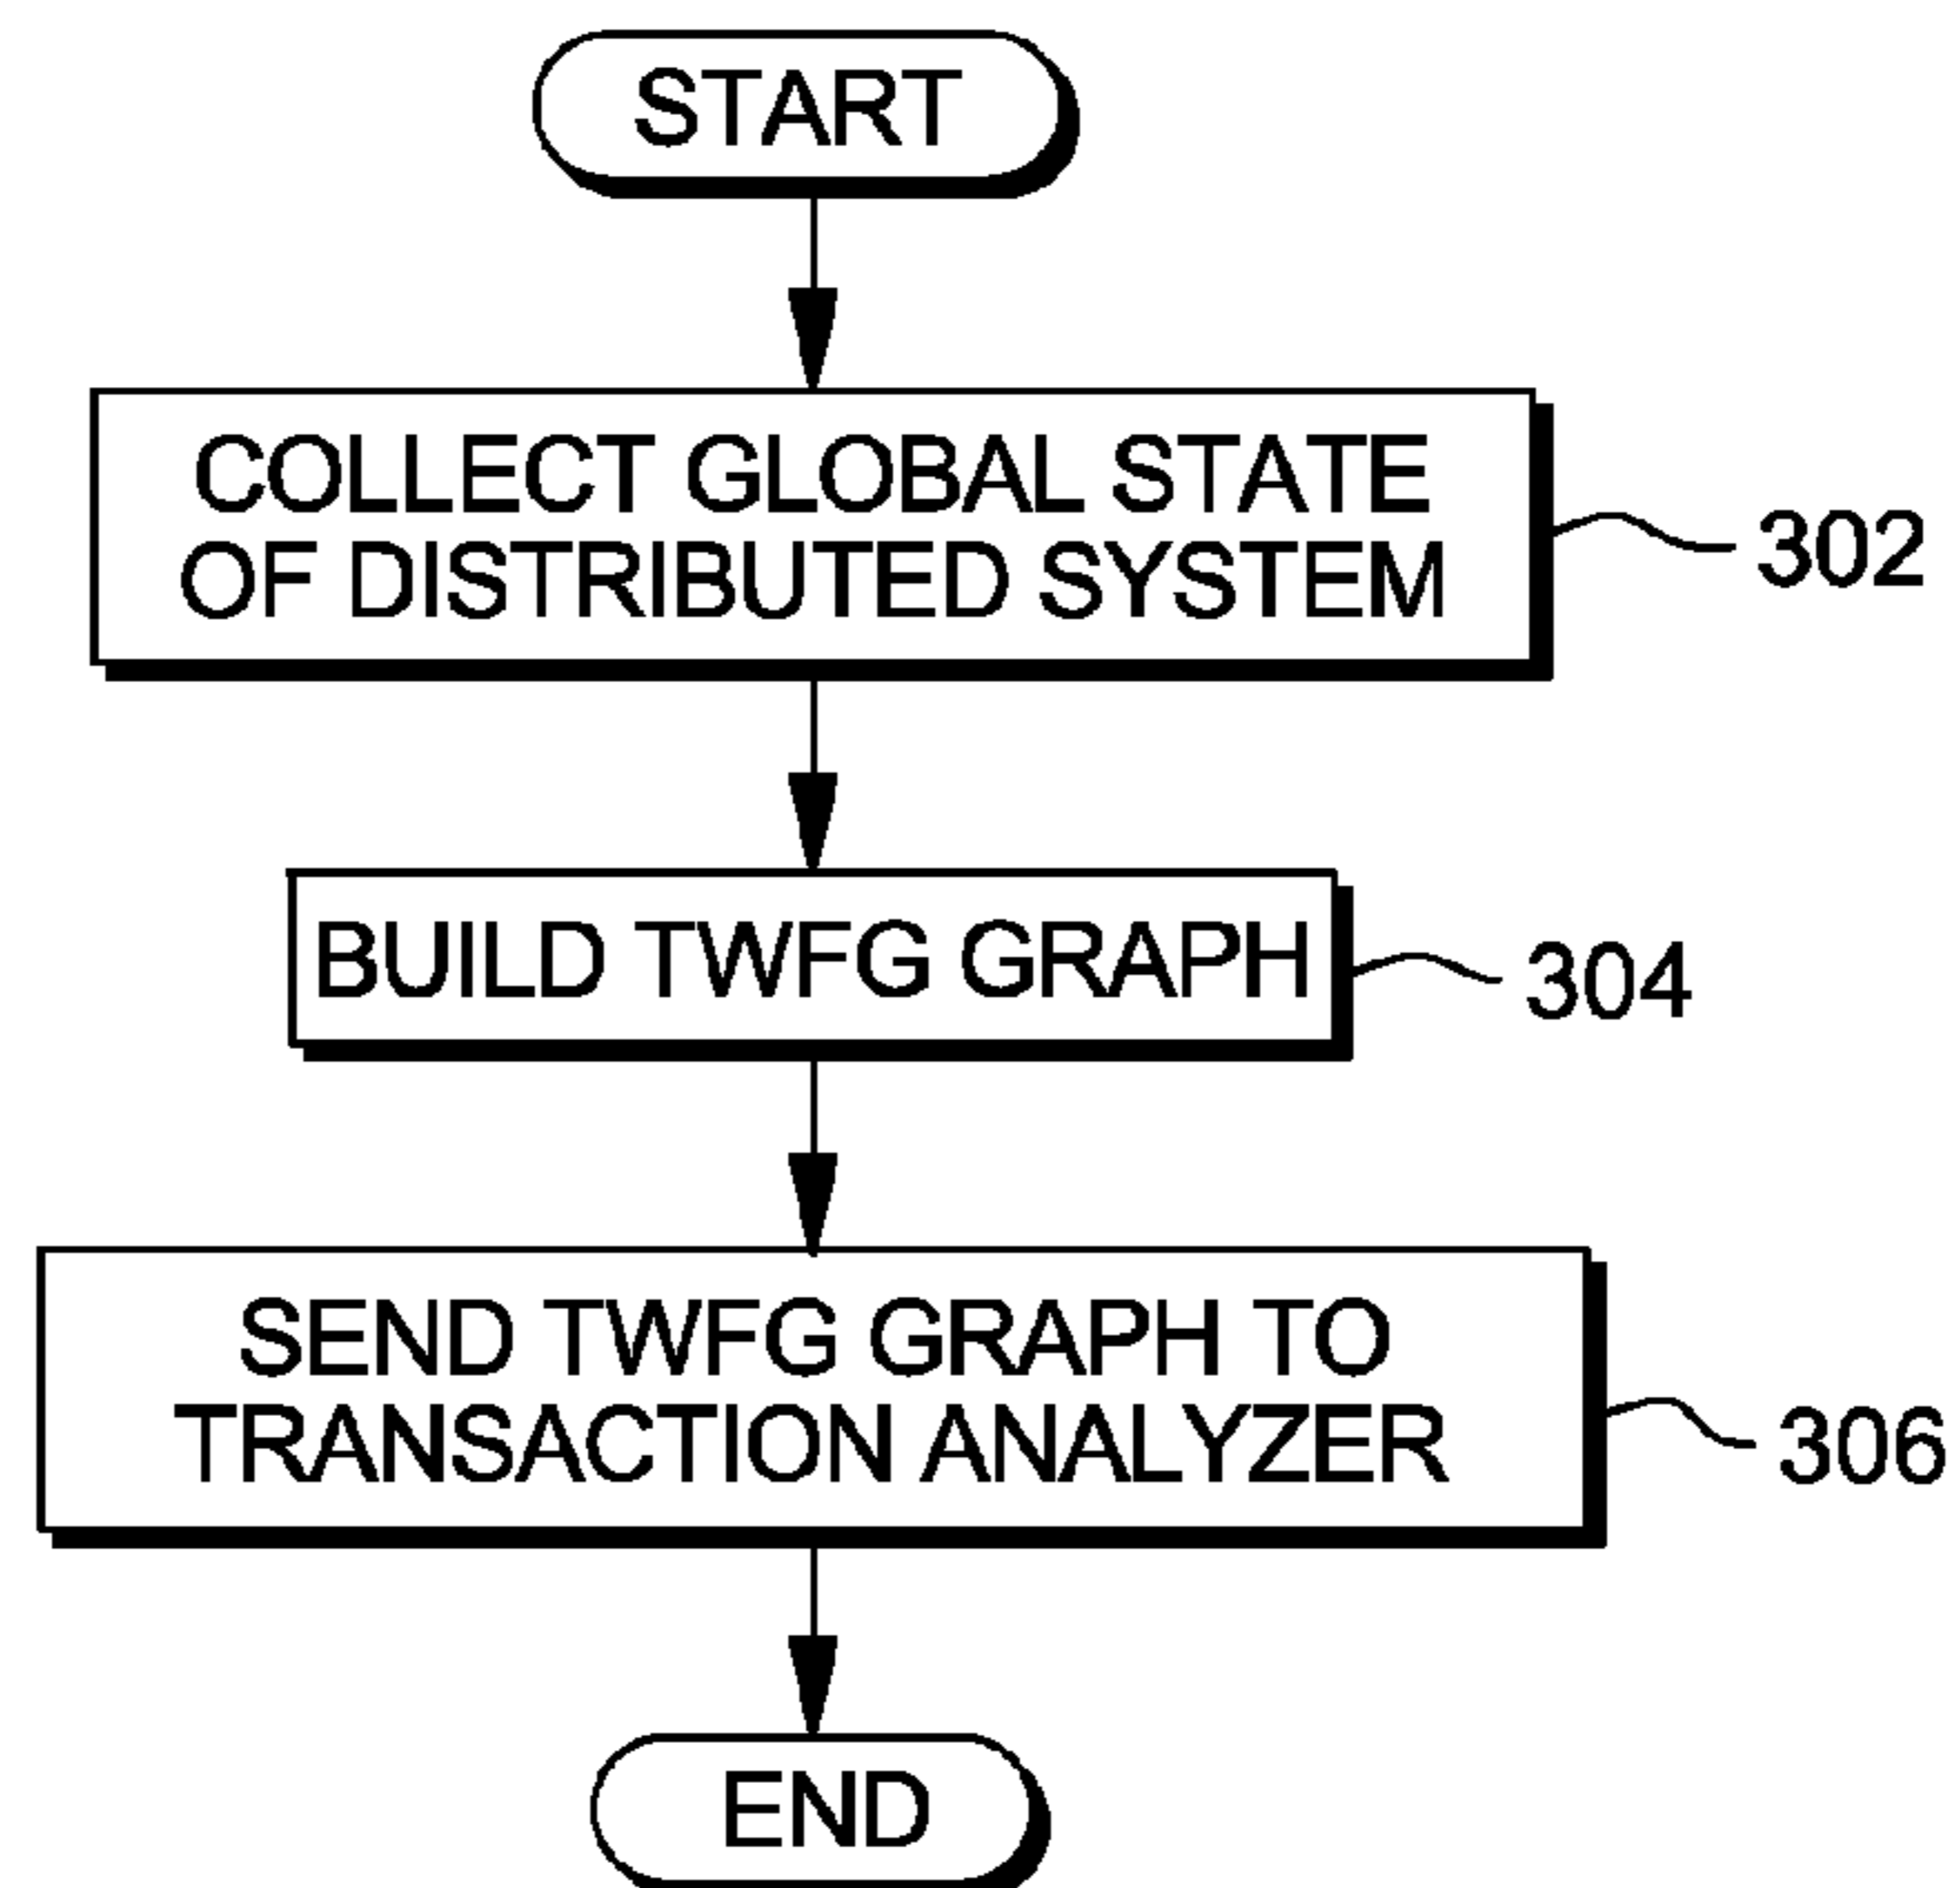 START
COLLECT GLOBAL STATE
OF DISTRIBUTED SYSTEM
302
BUILD TWFG GRAPH
304
SEND TWFG GRAPH TO
TRANSACTION ANALYZER
306
END